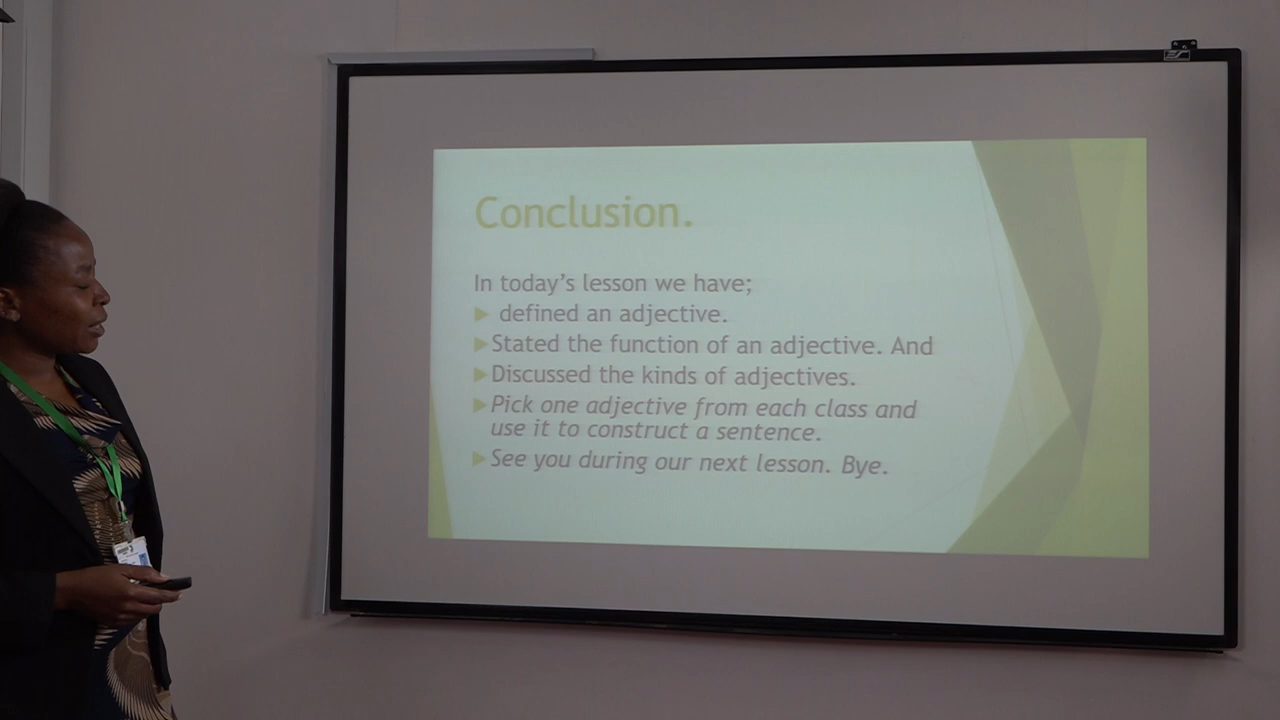 Conclusion.
In today's lesson we have;
defined an adjective.
Stated the function of an adjective. And
Discussed the kinds of adjectives.
Pick one adjective from each class and
use it to construct a sentence.
See you during our next lesson. Bye.